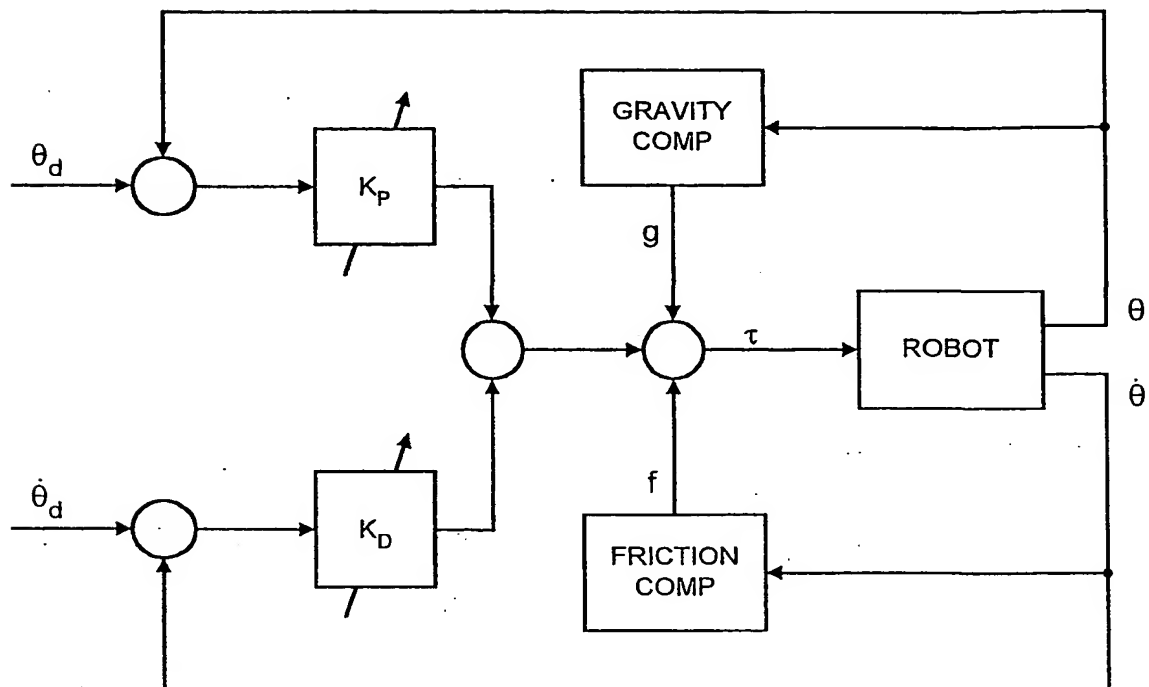 GRAVITY
COMP
θd
KP
g
τ
ROBOT
θ
θ̇
θ̇d
KD
f
FRICTION
COMP